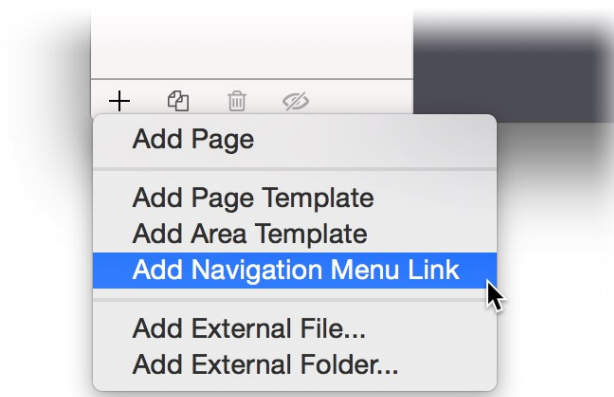 Add Page
Add Page Template
Add Area Template
Add Navigation Menu Link
Add External File...
Add External Folder...